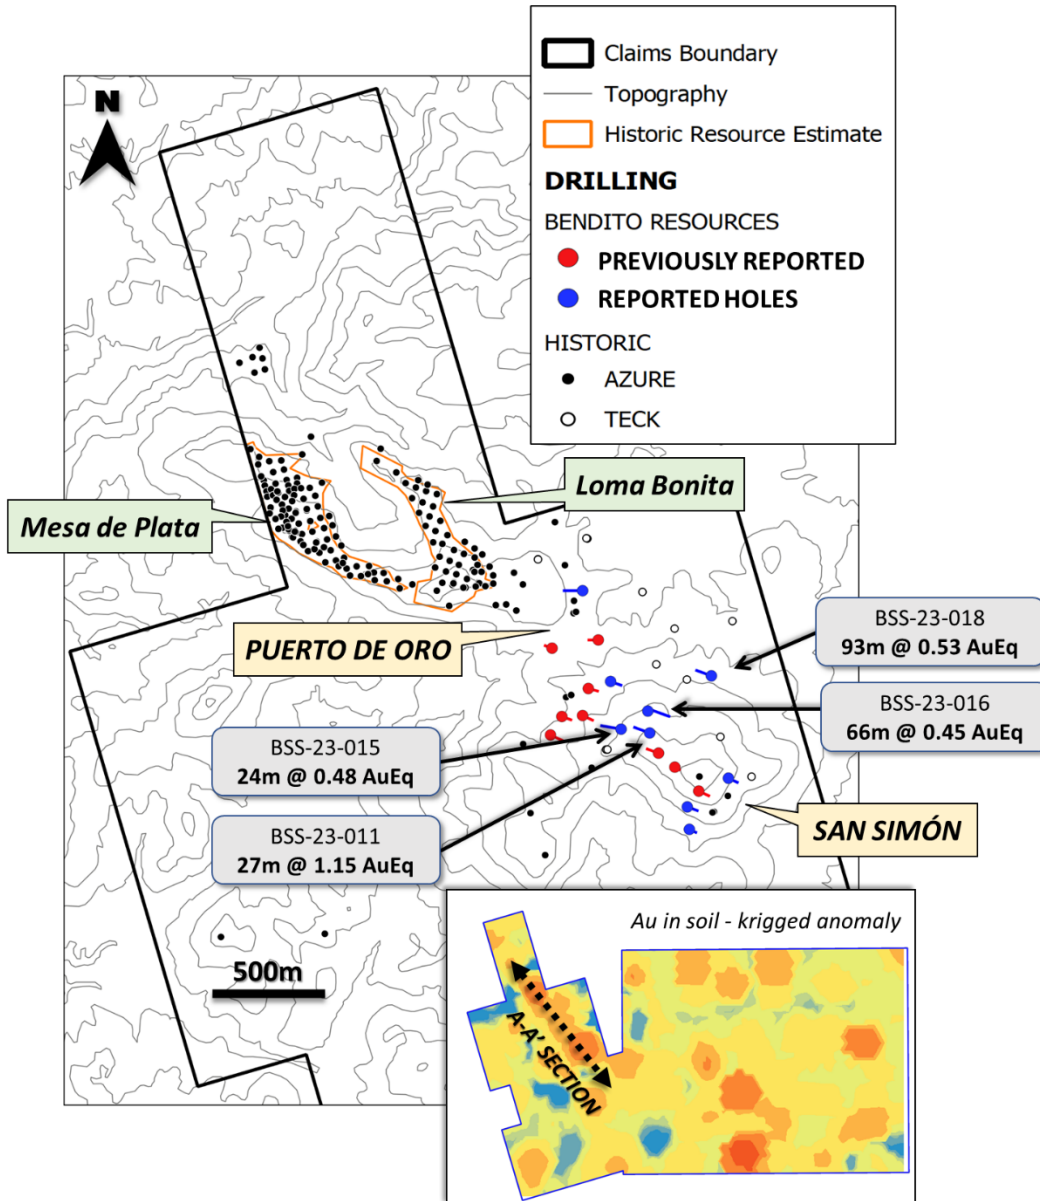 Claims Boundary
Topography
Historic Resource Estimate
DRILLING
BENDITO RESOURCES
PREVIOUSLY REPORTED
REPORTED HOLES
HISTORIC
AZURE
TECK
N
Mesa de Plata
Loma Bonita
PUERTO DE ORO
BSS-23-018
93m @ 0.53 AuEq
BSS-23-016
66m @ 0.45 AuEq
BSS-23-015
24m @ 0.48 AuEq
BSS-23-011
27m @ 1.15 AuEq
SAN SIMÓN
500m
Au in soil - krigged anomaly
A-A' SECTION